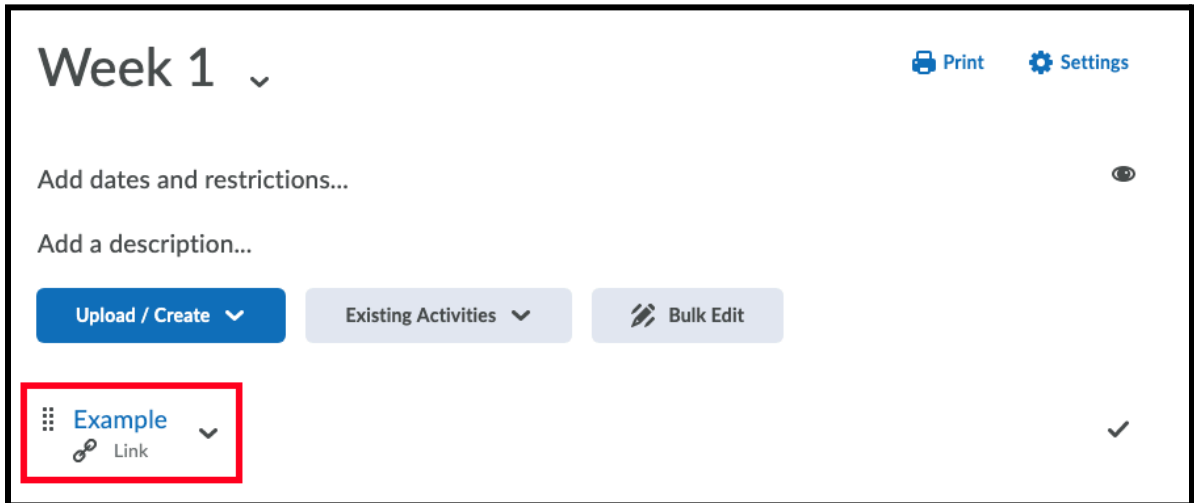 Week 1
Print
Settings
Add dates and restrictions...
Add a description...
Upload / Create
Existing Activities
Bulk Edit
Example
Link